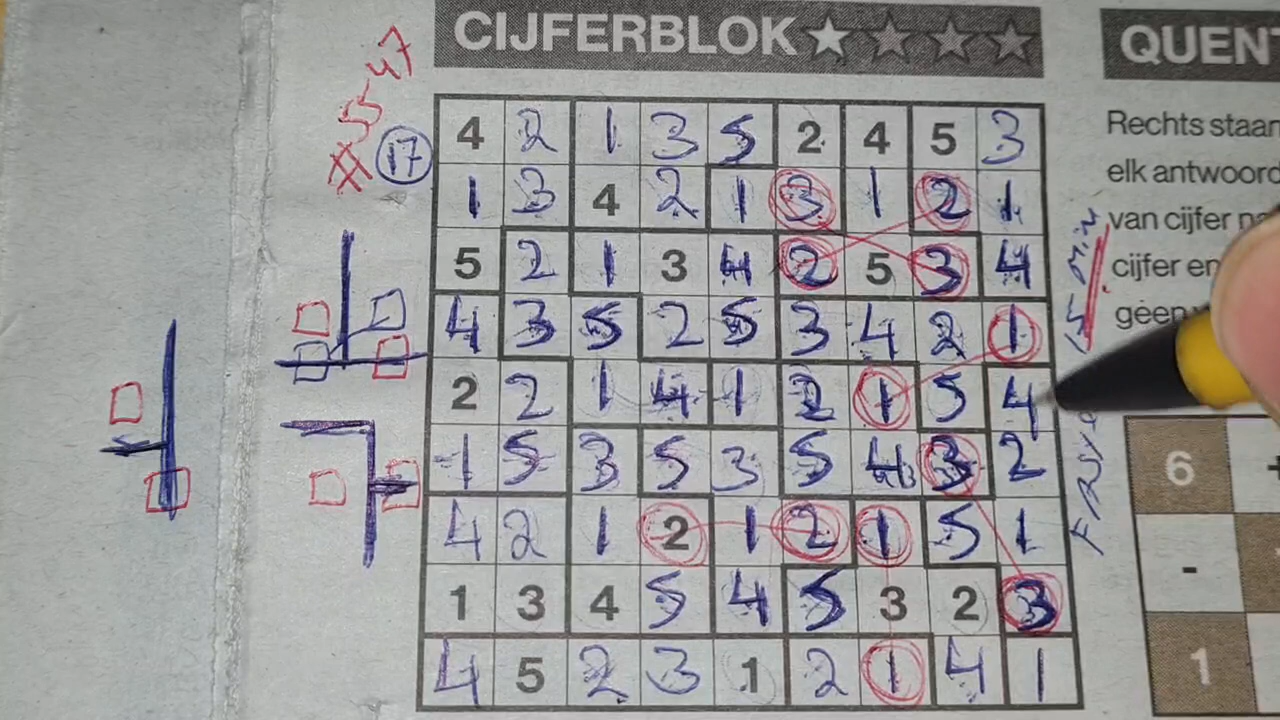 CIJFERBLOK
QUENT
47
55
17
4 2 1 3 5 2 4 5 3
1 3 4 2 1 3 1 2 1
5 2 1 3 4 2 5 3 4
4 3 5 2 5 3 4 2 1
2 2 1 4 1 2 1 5 4
1 5 3 5 3 5 4 3 2
4 2 1 2 1 2 1 5 1
1 3 4 5 4 5 3 2 3
4 5 2 3 1 2 1 4 1
Rechts staan
elk antwoord
van cijfer na
cijfer en
geen
15 min
6 +
-
1